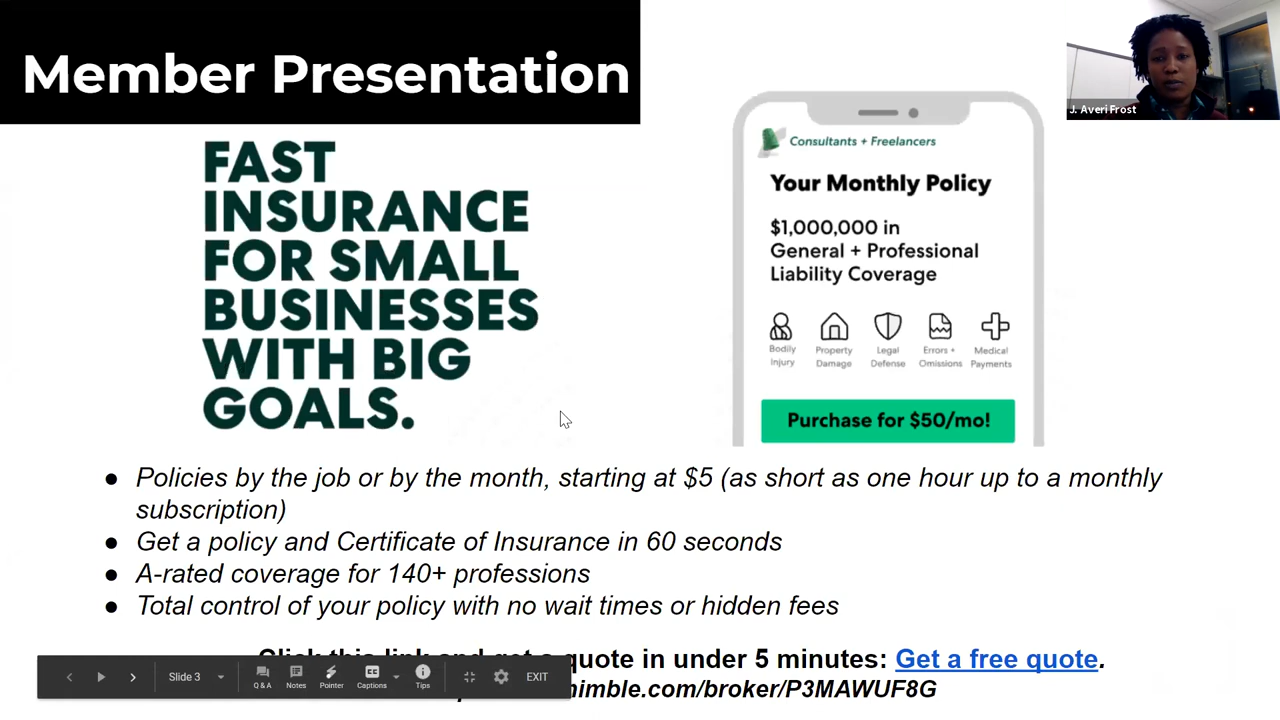 Member Presentation
J. Averi Frost
FAST
INSURANCE
FOR SMALL
BUSINESSES
WITH BIG
GOALS.
Consultants + Freelancers
Your Monthly Policy
$1,000,000 in
General + Professional
Liability Coverage
Bodily Injury
Property Damage
Legal Defense
Errors + Omissions
Medical Payments
Purchase for $50/mo!
● Policies by the job or by the month, starting at $5 (as short as one hour up to a monthly
subscription)
● Get a policy and Certificate of Insurance in 60 seconds
● A-rated coverage for 140+ professions
● Total control of your policy with no wait times or hidden fees
quote in under 5 minutes: Get a free quote.
.com/broker/P3MAWUF8G
Slide 3
Q & A
Notes
Pointer
Captions
Tips
EXIT